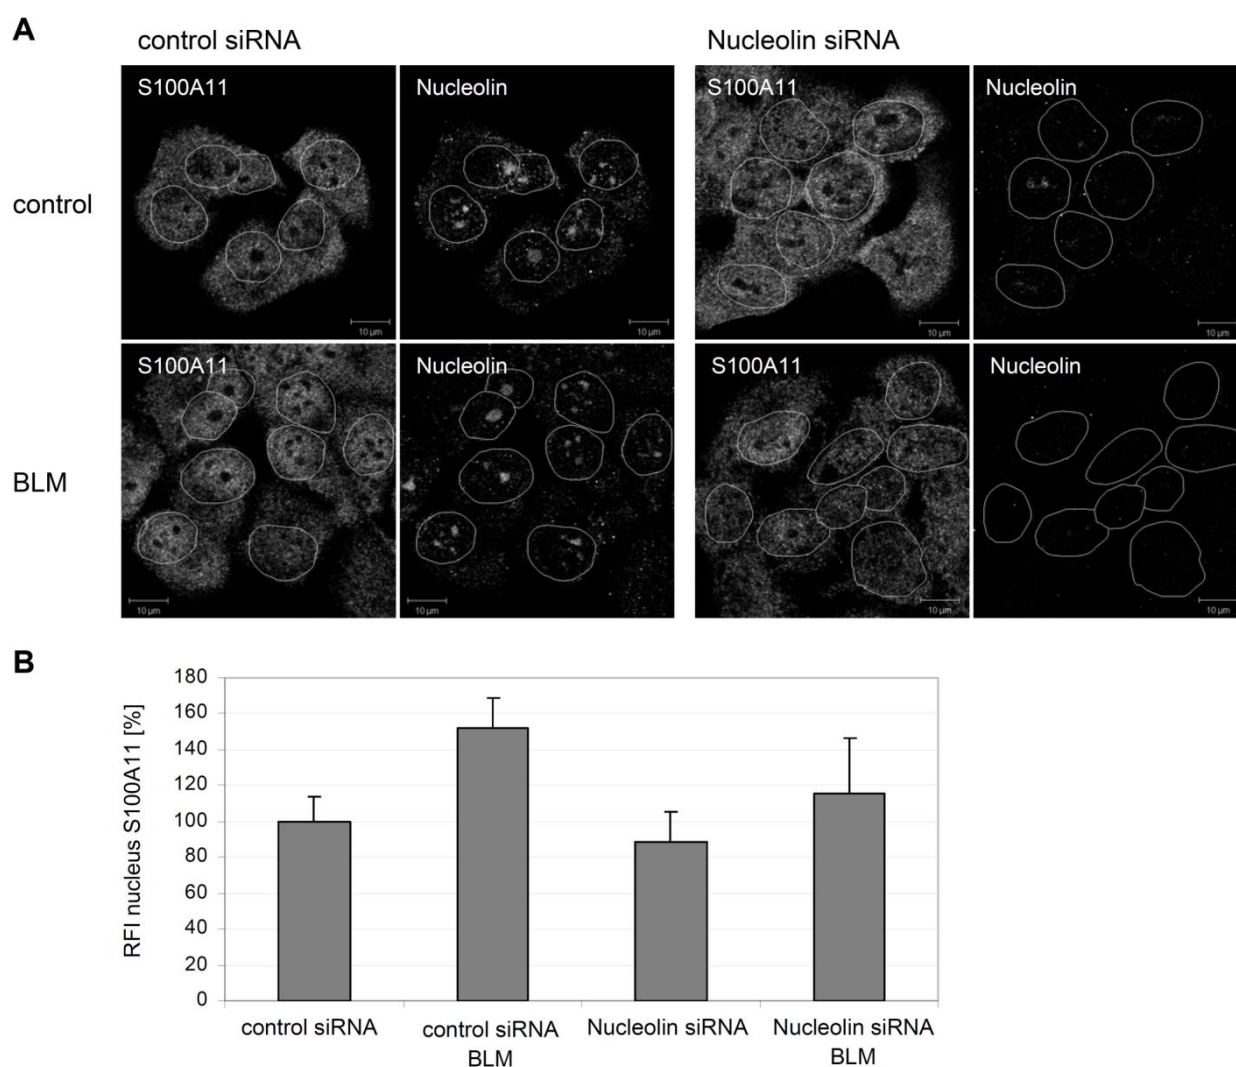 A
control siRNA
Nucleolin siRNA
S100A11
Nucleolin
S100A11
Nucleolin
control
10 µm
10 µm
10 µm
10 µm
S100A11
Nucleolin
S100A11
Nucleolin
BLM
10 µm
10 µm
10 µm
10 µm
B
RFI nucleus S100A11 [%]
180
160
140
120
100
80
60
40
20
0
control siRNA
control siRNA
BLM
Nucleolin siRNA
Nucleolin siRNA
BLM